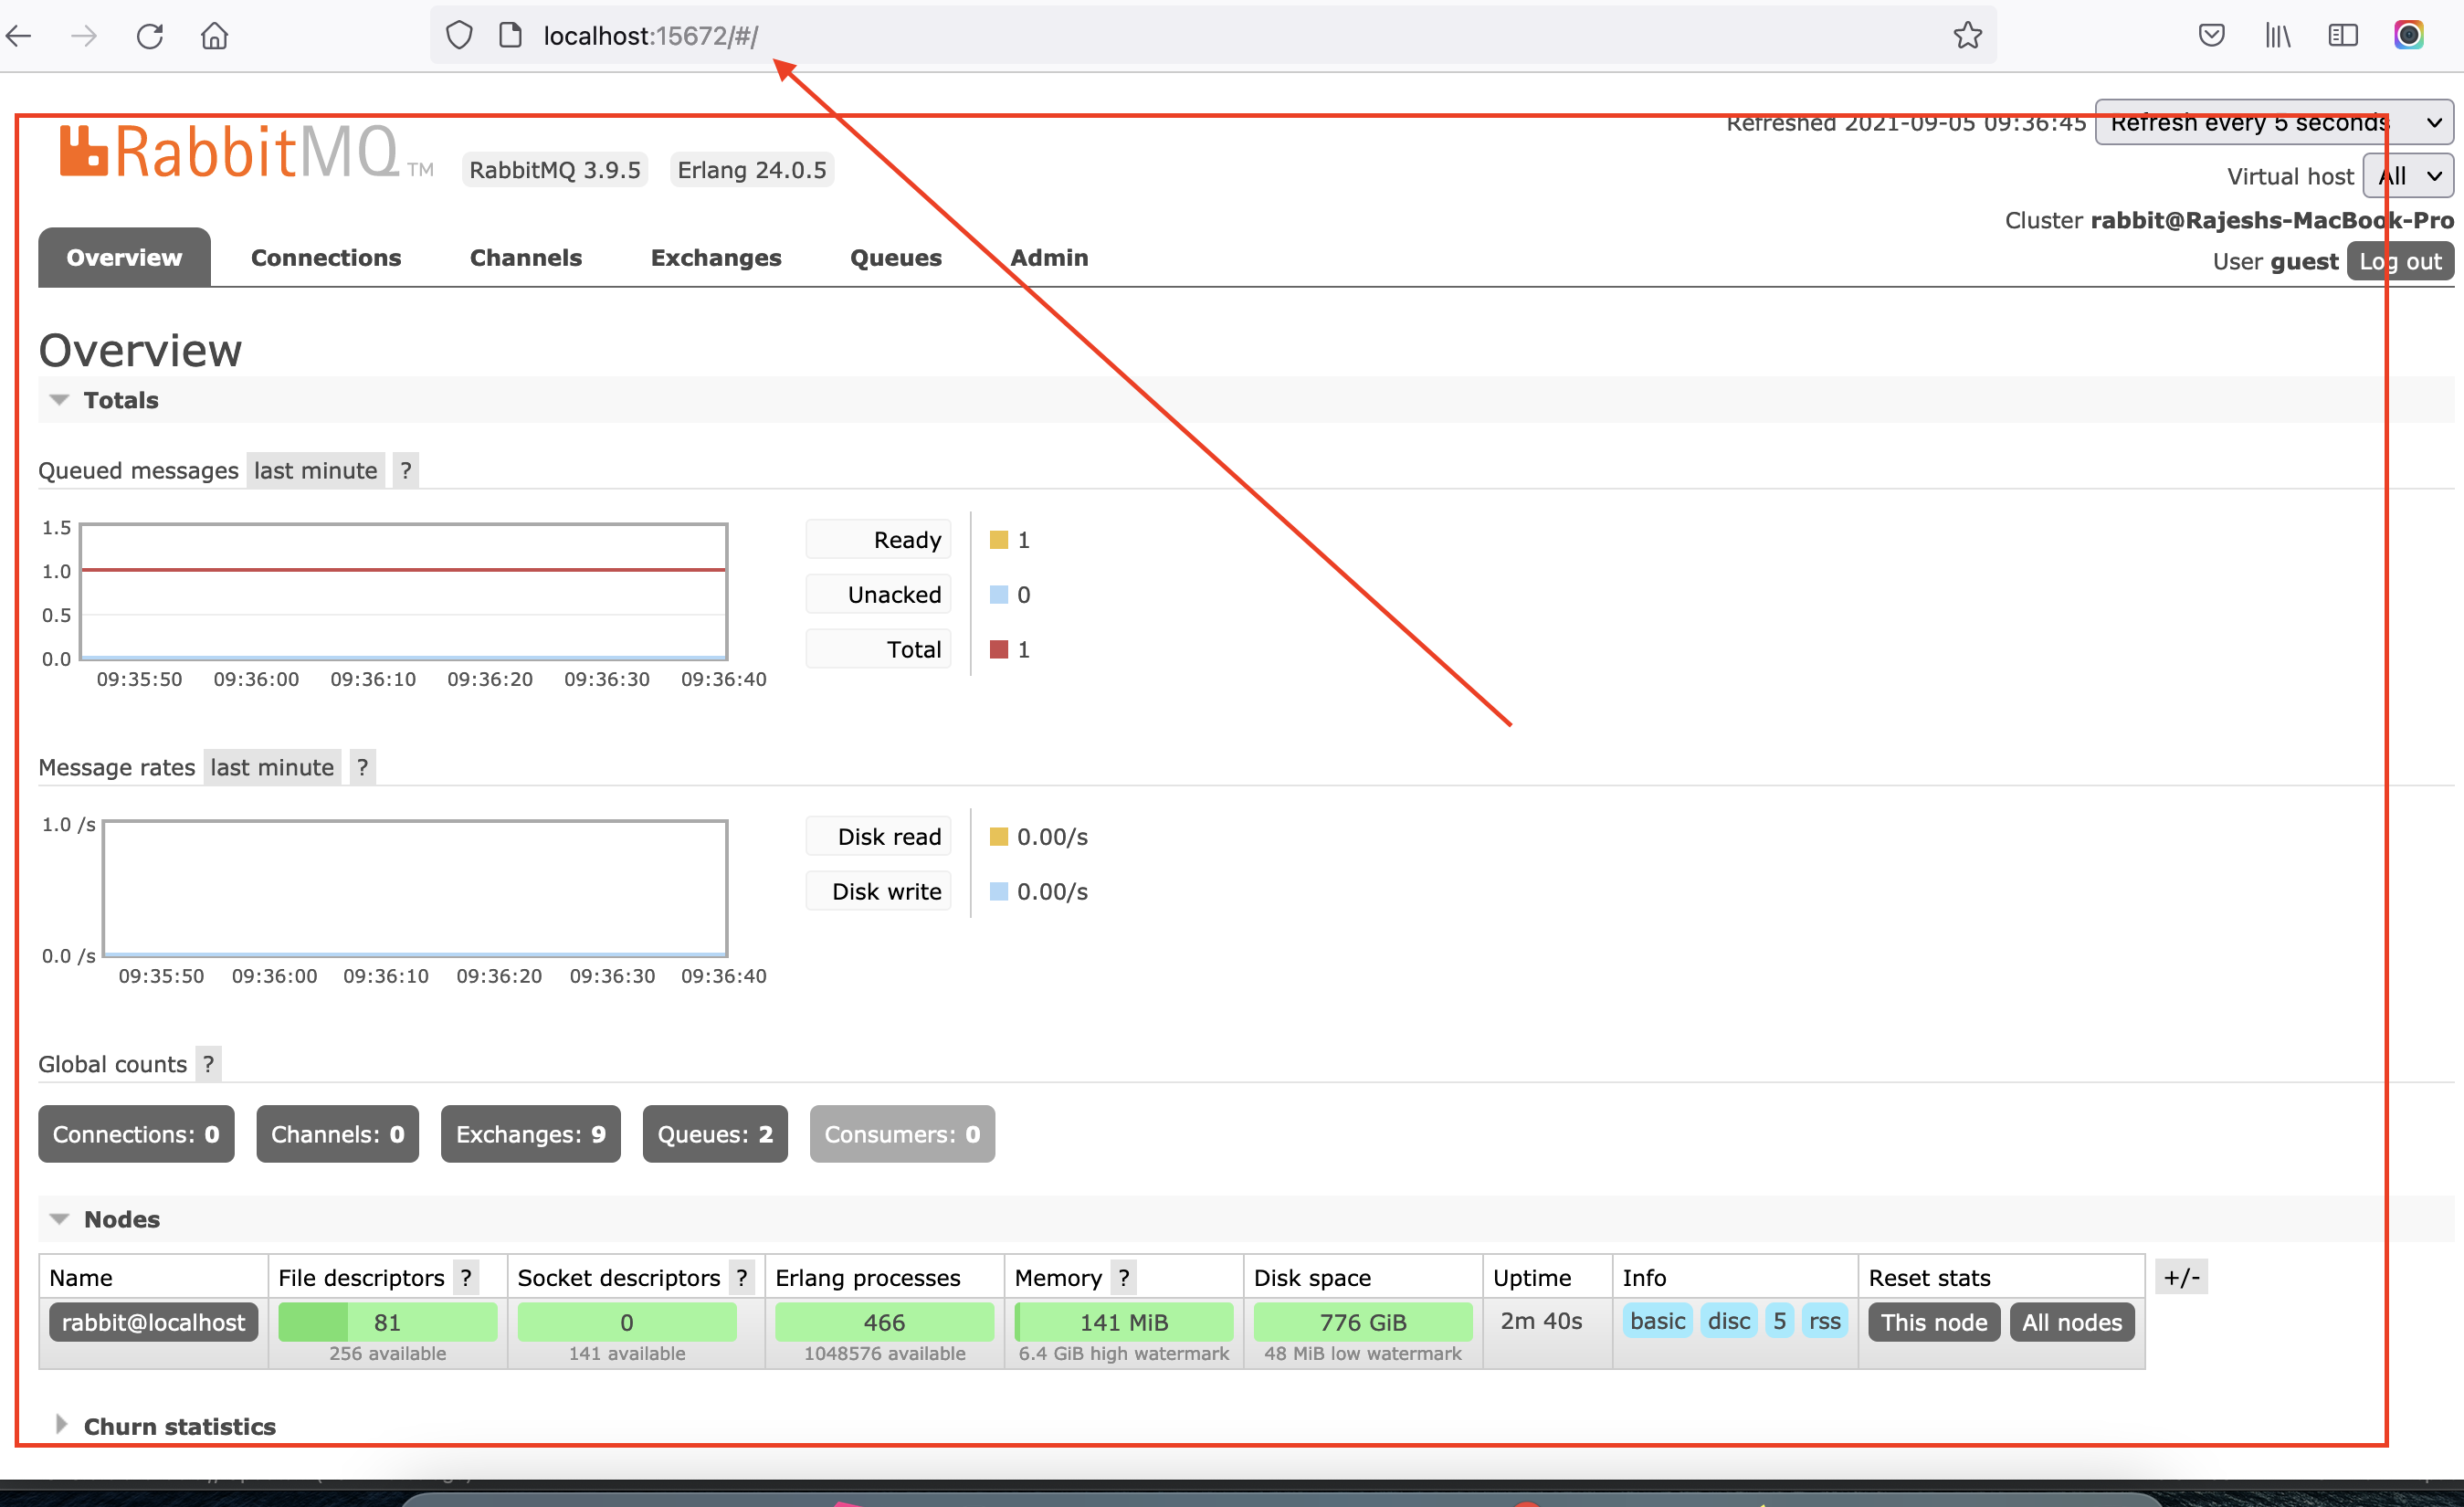 localhost:15672/#/
RabbitMQ TM RabbitMQ 3.9.5 Erlang 24.0.5
Refreshed 2021-09-05 09:36:45 Refresh every 5 seconds
Virtual host All
Cluster rabbit@Rajeshs-MacBook-Pro
User guest Log out
Overview Connections Channels Exchanges Queues Admin
Overview
Totals
Queued messages last minute ?
1.5
1.0
0.5
0.0
09:35:50 09:36:00 09:36:10 09:36:20 09:36:30 09:36:40
Ready 1
Unacked 0
Total 1
Message rates last minute ?
1.0 /s
0.0 /s
09:35:50 09:36:00 09:36:10 09:36:20 09:36:30 09:36:40
Disk read 0.00/s
Disk write 0.00/s
Global counts ?
Connections: 0 Channels: 0 Exchanges: 9 Queues: 2 Consumers: 0
Nodes
Name File descriptors ? Socket descriptors ? Erlang processes Memory ? Disk space Uptime Info Reset stats +/-
rabbit@localhost 81 0 466 141 MiB 776 GiB 2m 40s basic disc 5 rss This node All nodes
256 available 141 available 1048576 available 6.4 GiB high watermark 48 MiB low watermark
Churn statistics